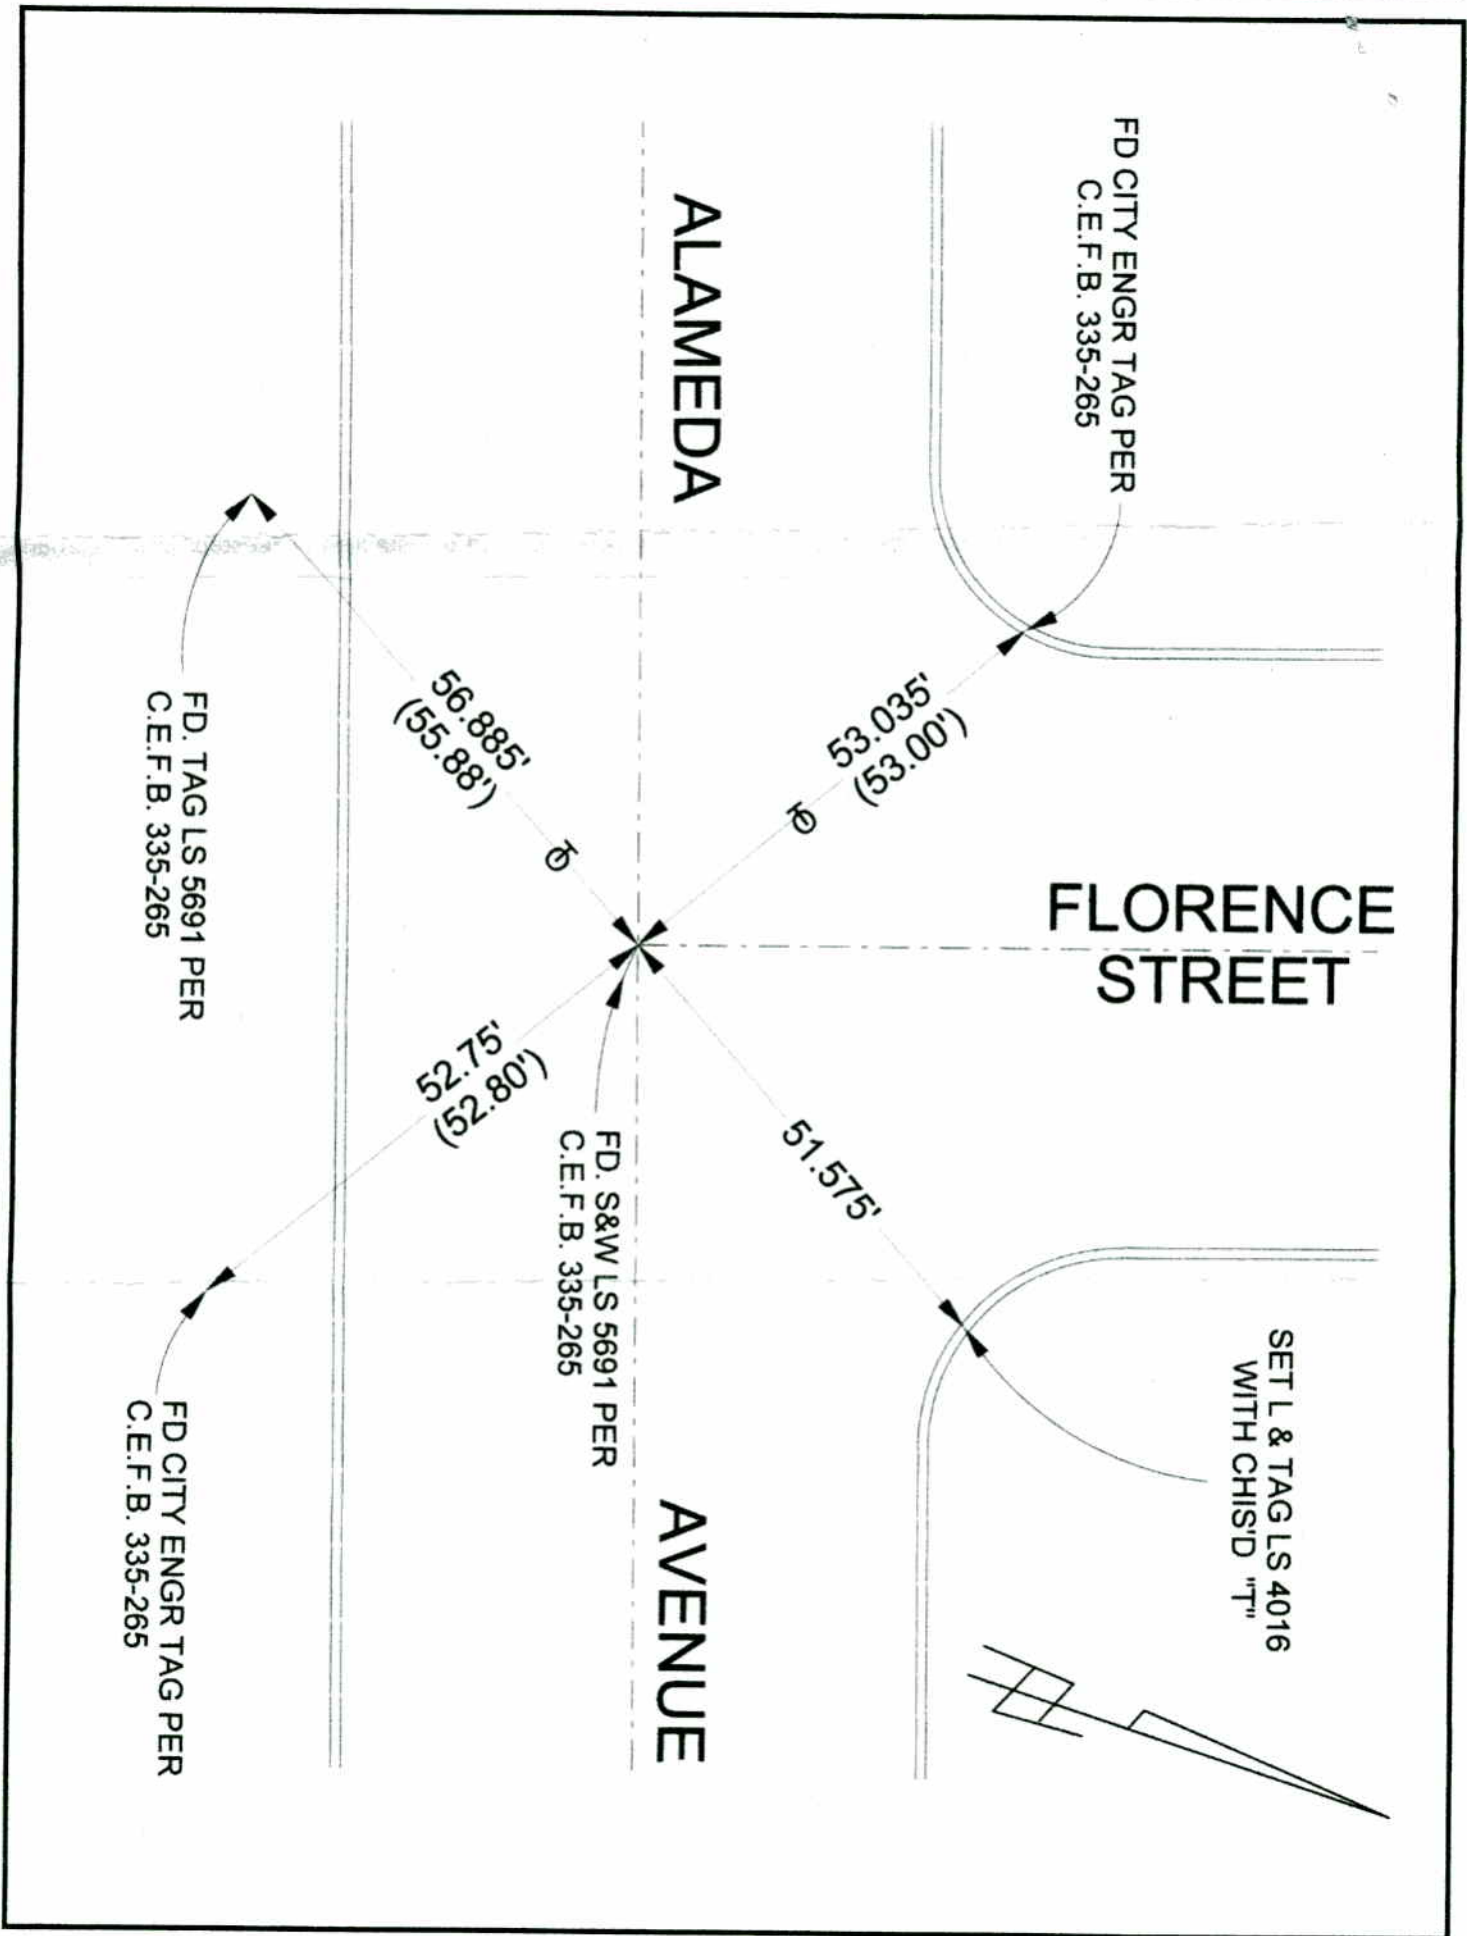 FD CITY ENGR TAG PER
C.E.F.B. 335-265
ALAMEDA
53.035'
(53.00')
56.885'
(55.88')
FD. TAG LS 5691 PER
C.E.F.B. 335-265
FLORENCE
STREET
52.75'
(52.80')
51.575'
FD. S&W LS 5691 PER
C.E.F.B. 335-265
SET L & TAG LS 4016
WITH CHIS'D "T"
AVENUE
FD CITY ENGR TAG PER
C.E.F.B. 335-265